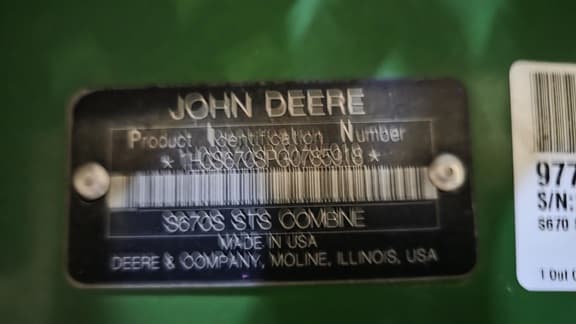 JOHN DEERE
Product Identification Number
S670S STS COMBINE
MADE IN USA
DEERE & COMPANY, MOLINE, ILLINOIS, USA
977
S/N:
S670
1 Out